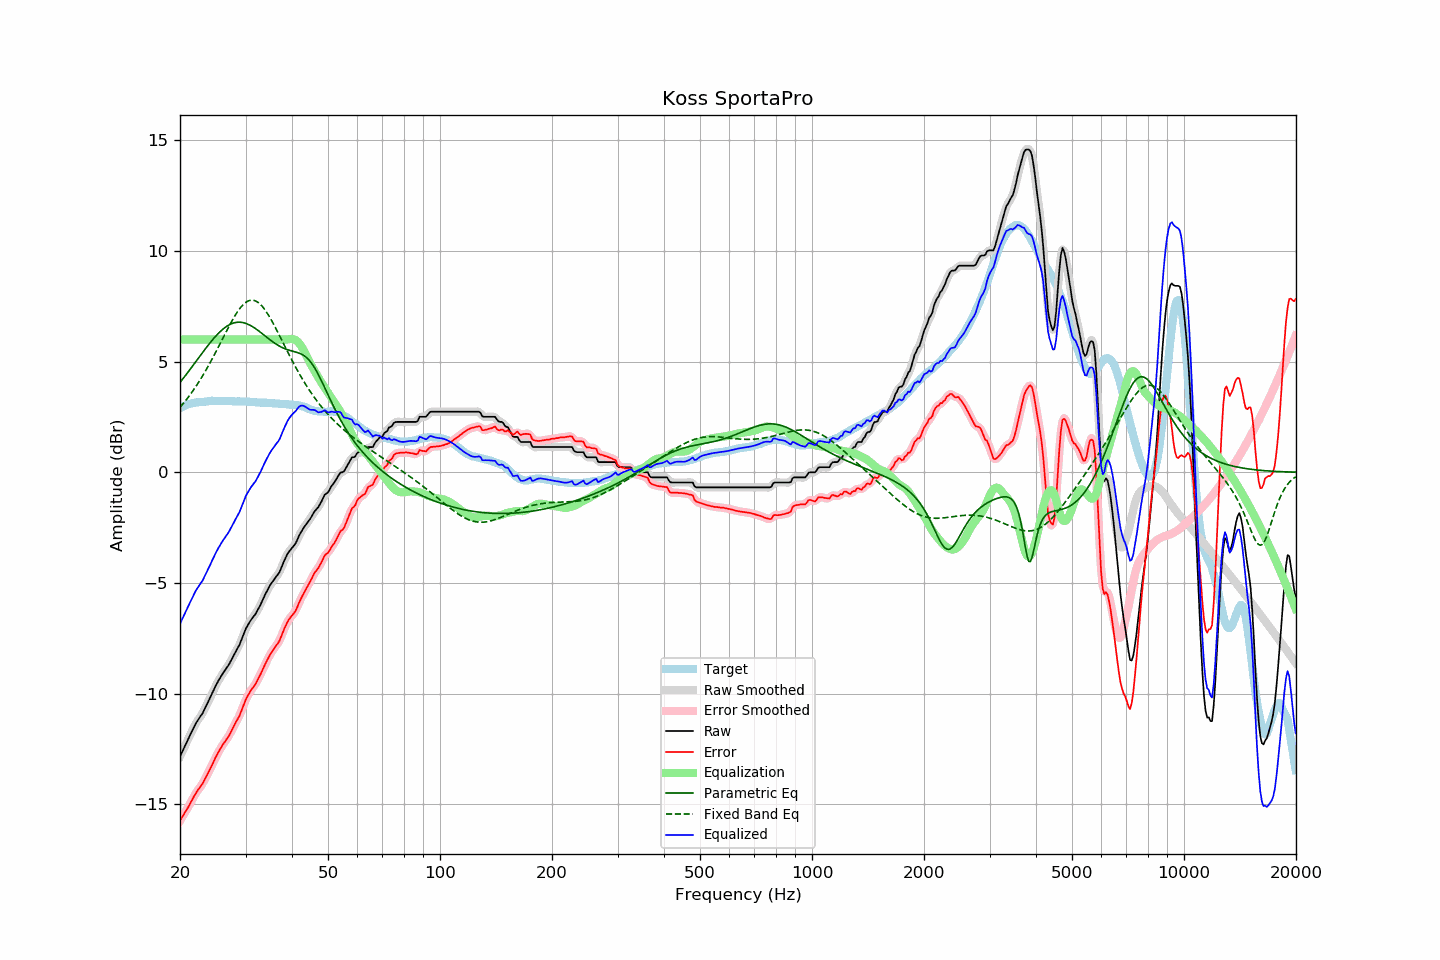 Koss SportaPro
15
10
5
0
−5
−10
−15
Amplitude (dBr)
Target
Raw Smoothed
Error Smoothed
Raw
Error
Equalization
Parametric Eq
Fixed Band Eq
Equalized
20 50 100 200 500 1000 2000 5000 10000 20000
Frequency (Hz)